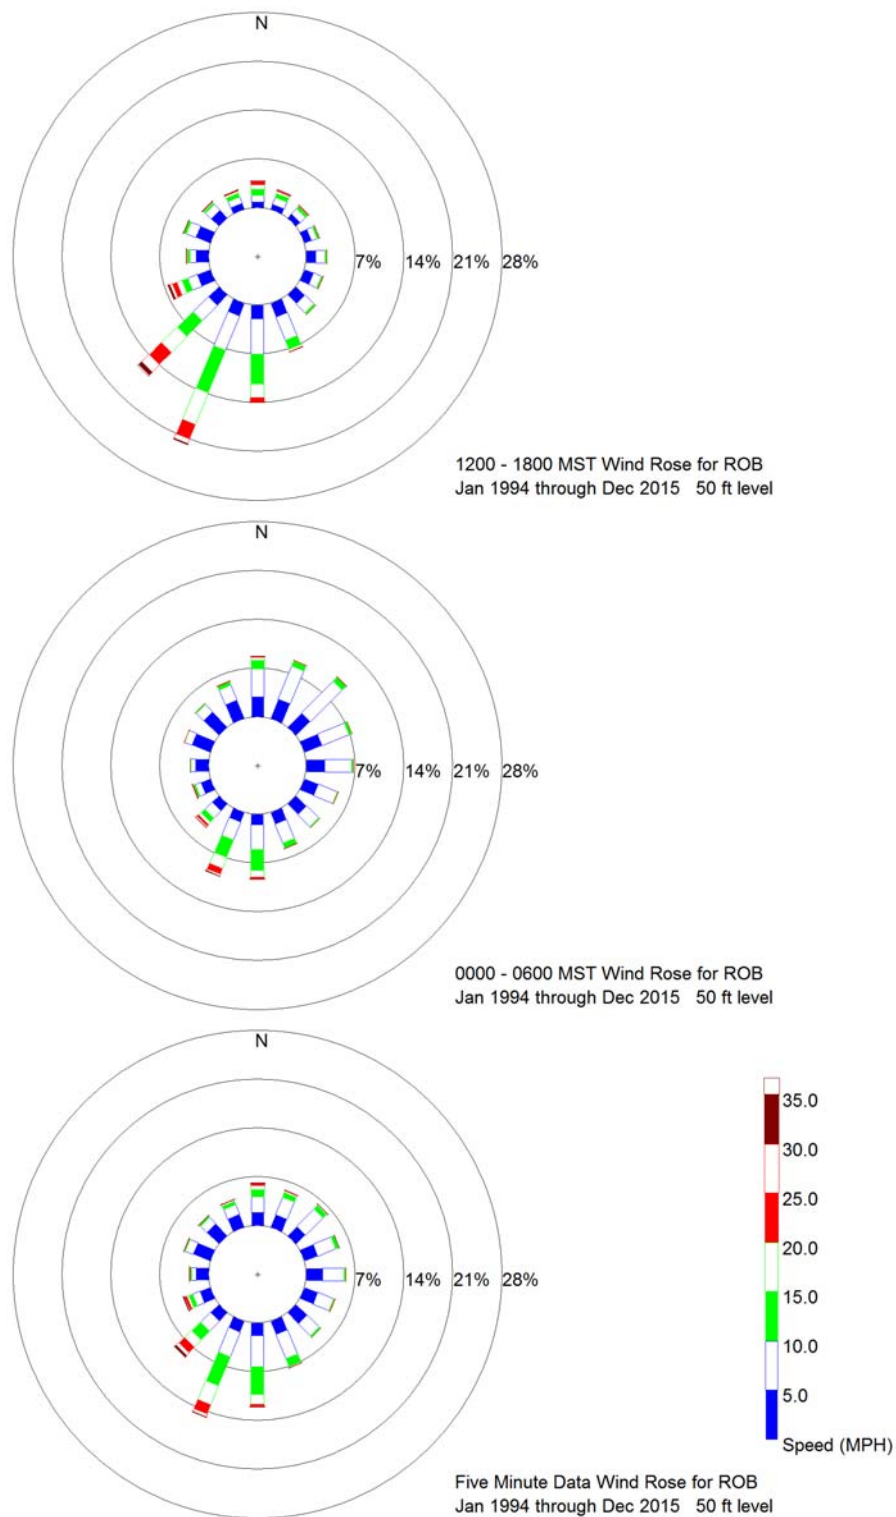 N
7% 14% 21% 28%
1200 - 1800 MST Wind Rose for ROB
Jan 1994 through Dec 2015 50 ft level
N
7% 14% 21% 28%
0000 - 0600 MST Wind Rose for ROB
Jan 1994 through Dec 2015 50 ft level
N
7% 14% 21% 28%
35.0
30.0
25.0
20.0
15.0
10.0
5.0
Speed (MPH)
Five Minute Data Wind Rose for ROB
Jan 1994 through Dec 2015 50 ft level